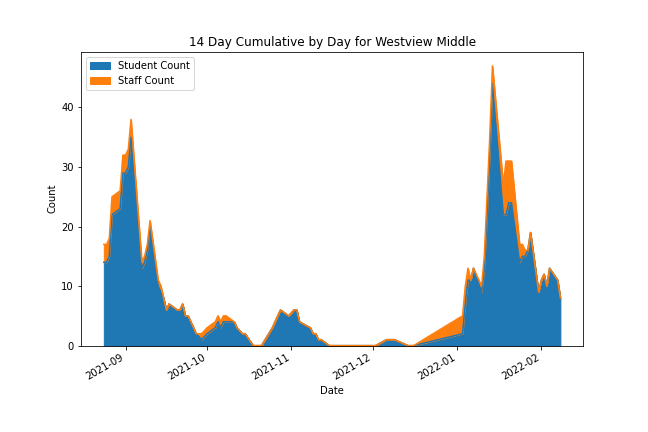 14 Day Cumulative by Day for Westview Middle
Student Count
Staff Count
Count
40
30
20
10
0
2021-09
2021-10
2021-11
2021-12
2022-01
2022-02
Date